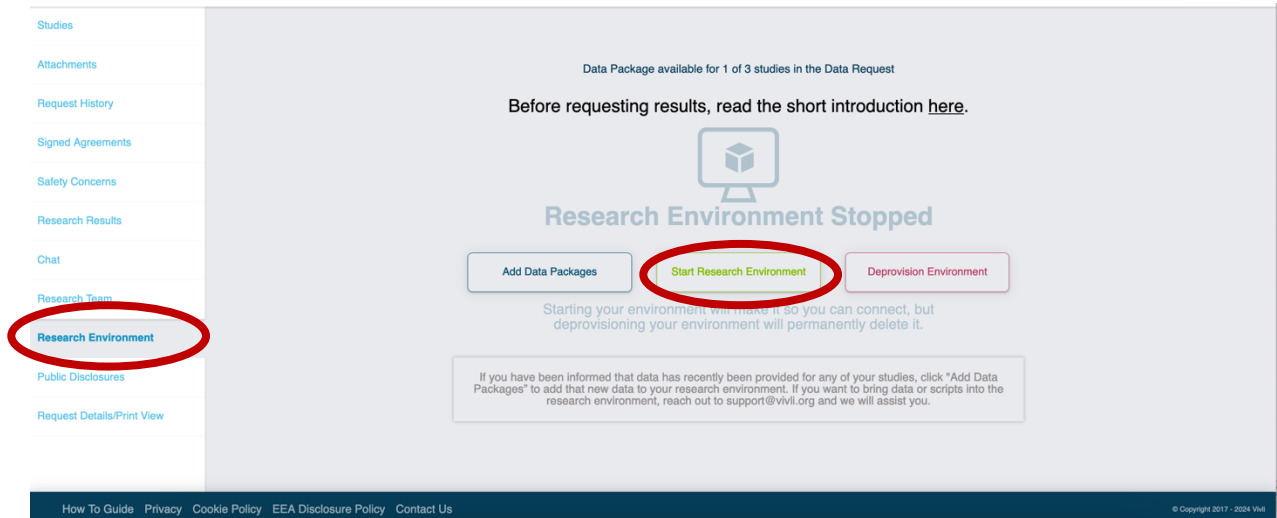 Studies
Attachments
Request History
Signed Agreements
Safety Concerns
Research Results
Chat
Research Team
Research Environment
Public Disclosures
Request Details/Print View
Data Package available for 1 of 3 studies in the Data Request
Before requesting results, read the short introduction here.
Research Environment Stopped
Add Data Packages
Start Research Environment
Deprovision Environment
Starting your environment will make it so you can connect, but
deprovisioning your environment will permanently delete it.
If you have been informed that data has recently been provided for any of your studies, click "Add Data
Packages" to add that new data to your research environment. If you want to bring data or scripts into the
research environment, reach out to support@vivli.org and we will assist you.
How To Guide Privacy Cookie Policy EEA Disclosure Policy Contact Us
© Copyright 2017 - 2024 Vivli